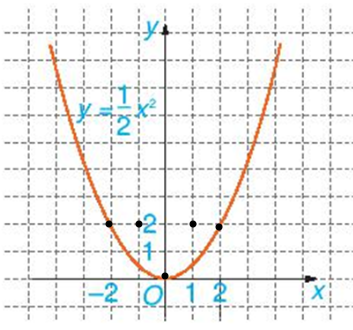 y
y = 1/2 x²
2
1
-2 O 1 2 x